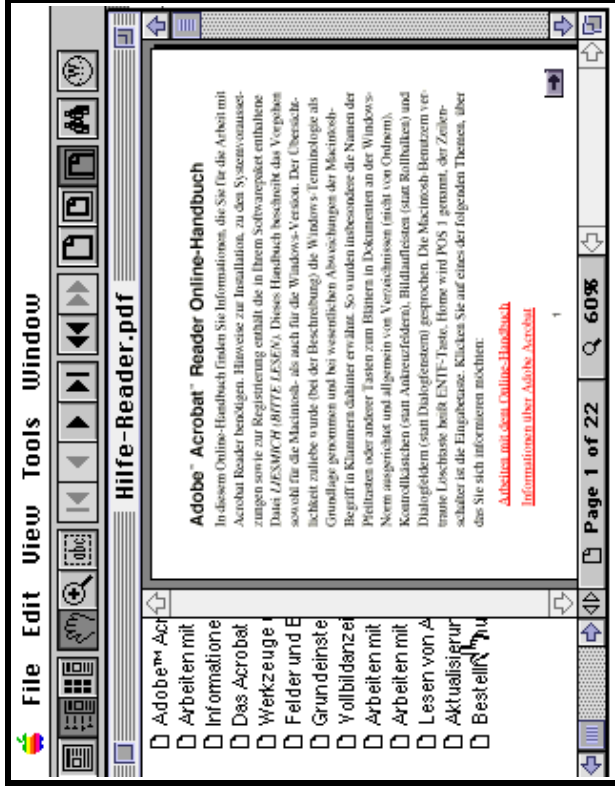 File Edit View Tools Window
abc
Hilfe-Reader.pdf
Adobe™ Acr
Arbeiten mit
Informatione
Das Acrobat
Werkzeuge
Felder und E
Grundeinste
Vollbildanzei
Arbeiten mit
Arbeiten mit
Lesen von A
Aktualisierun
Bestell
Adobe™ Acrobat™ Reader Online-Handbuch
In diesem Online-Handbuch finden Sie Informationen, die Sie für die Arbeit mit
Acrobat Reader benötigen. Hinweise zur Installation, zu den Systemvorausset-
zungen sowie zur Registrierung enthält die in Ihrem Softwarepaket enthaltene
Datei LIESMICH (BITTE LESEN). Dieses Handbuch beschreibt das Vorgehen
sowohl für die Macintosh- als auch für die Windows-Version. Der Übersicht-
lichkeit zuliebe wurde (bei der Beschreibung) die Windows-Terminologie als
Grundlage genommen und bei wesentlichen Abweichungen der Macintosh-
Begriff in Klammern dahinter erwähnt. So wurden insbesondere die Namen der
Pfeiltasten oder anderer Tasten zum Blättern in Dokumenten an der Windows-
Norm ausgerichtet und allgemein von Verzeichnissen (nicht von Ordnern),
Kontrollkästchen (statt Ankreuzfeldern), Bildlaufleisten (statt Rollbalken) und
Dialogfeldern (statt Dialogfenstern) gesprochen. Die Macintosh-Benutzern ver-
traute Löschtaste heißt ENTF-Taste, Home wird POS 1 genannt, der Zeilen-
schalter ist die Eingabetaste. Klicken Sie auf eines der folgenden Themen, über
das Sie sich informieren möchten:
Arbeiten mit dem Online-Handbuch
Informationen über Adobe Acrobat
1
Page 1 of 22
60%